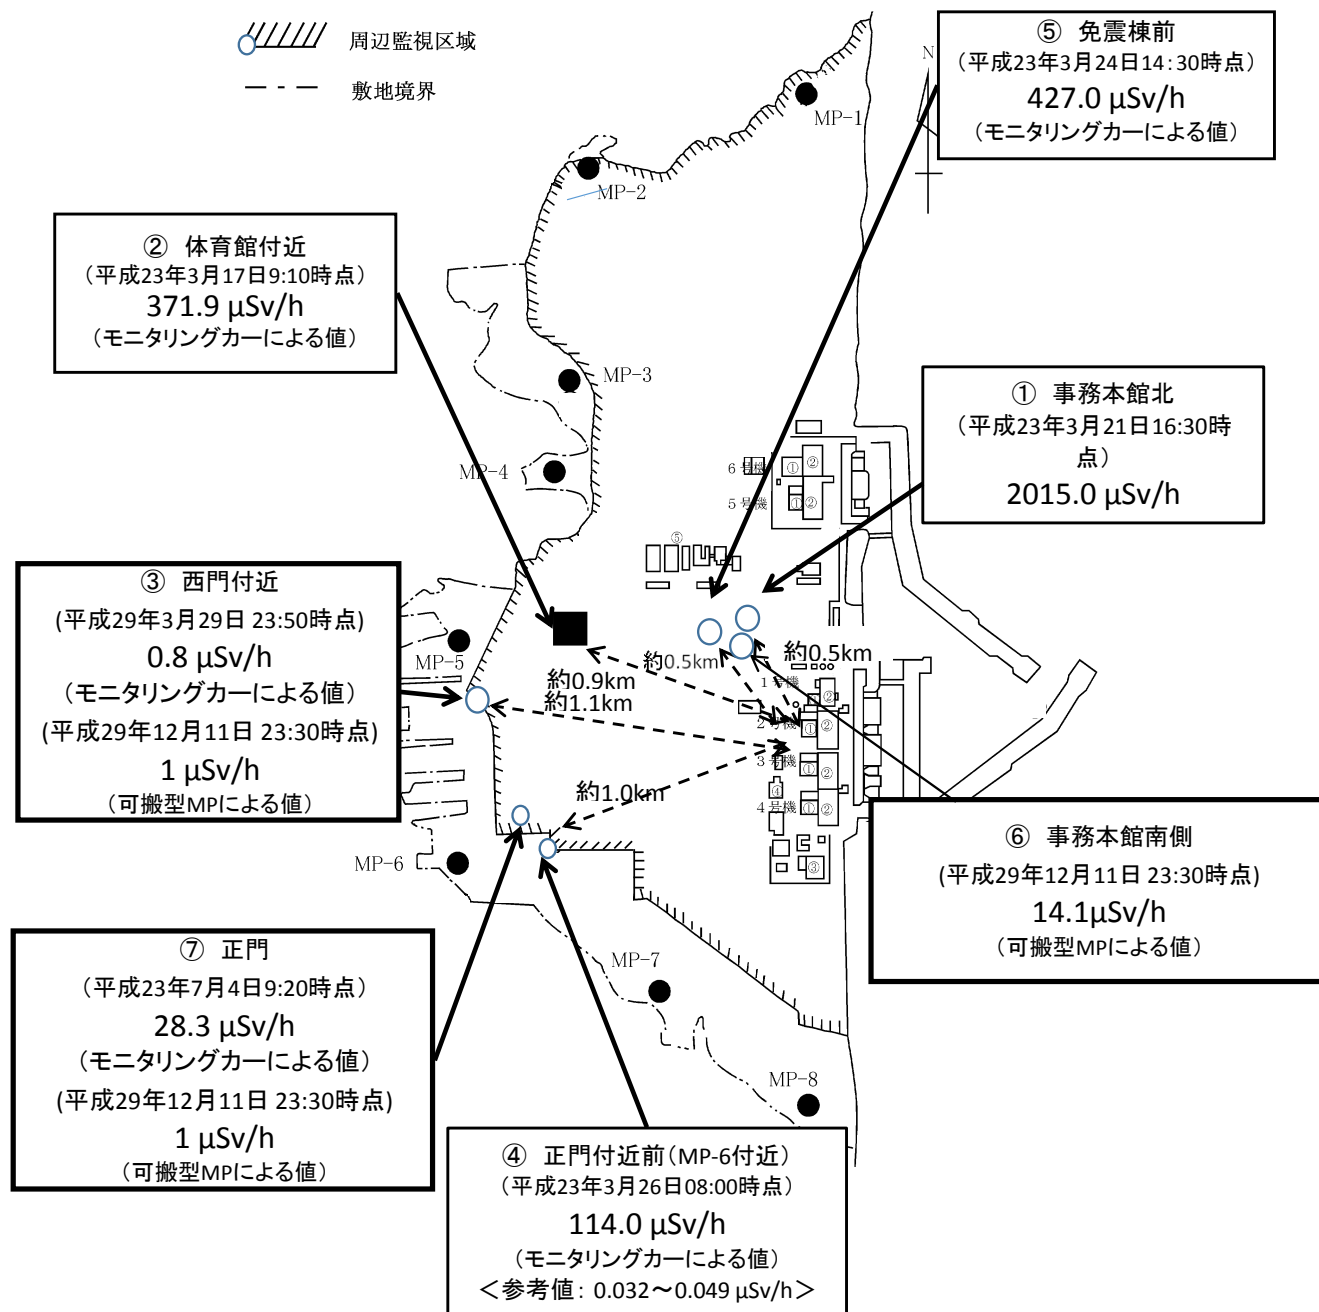 周辺監視区域
敷地境界
⑤ 免震棟前
(平成23年3月24日14:30時点)
427.0 μSv/h
(モニタリングカーによる値)
N
MP-1
MP-2
② 体育館付近
(平成23年3月17日9:10時点)
371.9 μSv/h
(モニタリングカーによる値)
MP-3
① 事務本館北
(平成23年3月21日16:30時
点)
2015.0 μSv/h
MP-4
6号機
①
②
5号機
①
②
⑤
③ 西門付近
(平成29年3月29日 23:50時点)
0.8 μSv/h
(モニタリングカーによる値)
(平成29年12月11日 23:30時点)
1 μSv/h
(可搬型MPによる値)
MP-5
約0.5km
約0.5km
約0.9km
約1.1km
1号機
②
2号機
①
②
3号機
①
②
約1.0km
④
4号機
①
②
③
MP-6
⑥ 事務本館南側
(平成29年12月11日 23:30時点)
14.1μSv/h
(可搬型MPによる値)
⑦ 正門
(平成23年7月4日9:20時点)
28.3 μSv/h
(モニタリングカーによる値)
(平成29年12月11日 23:30時点)
1 μSv/h
(可搬型MPによる値)
MP-7
MP-8
④ 正門付近前(MP-6付近)
(平成23年3月26日08:00時点)
114.0 μSv/h
(モニタリングカーによる値)
<参考値: 0.032～0.049 μSv/h>